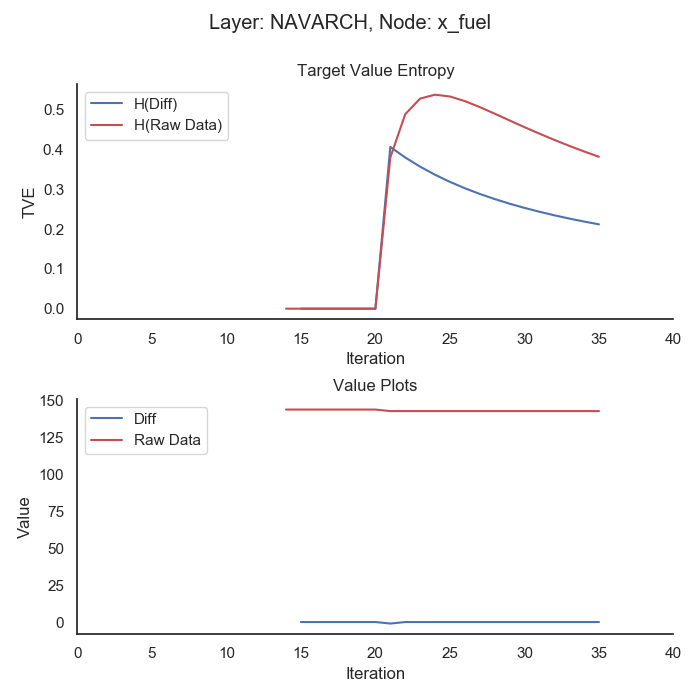 Layer: NAVARCH, Node: x_fuel
Target Value Entropy
H(Diff)
H(Raw Data)
TVE
0.5
0.4
0.3
0.2
0.1
0.0
0 5 10 15 20 25 30 35 40
Iteration
Value Plots
Diff
Raw Data
Value
150
125
100
75
50
25
0
0 5 10 15 20 25 30 35 40
Iteration